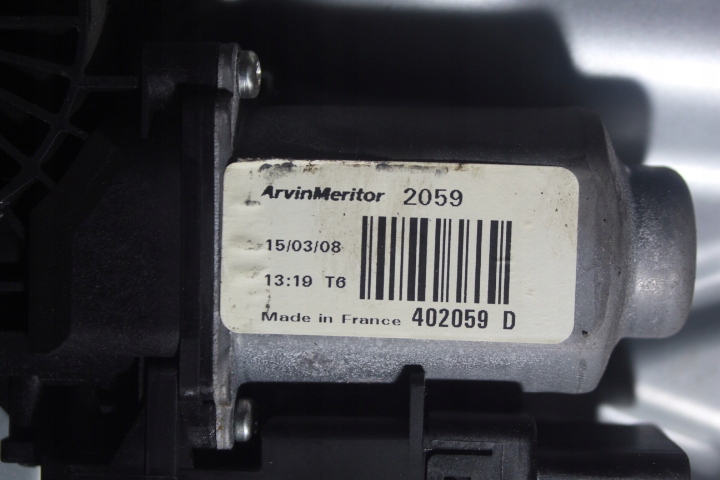 ArvinMeritor 2059
15/03/08
13:19 T6
Made in France 402059 D